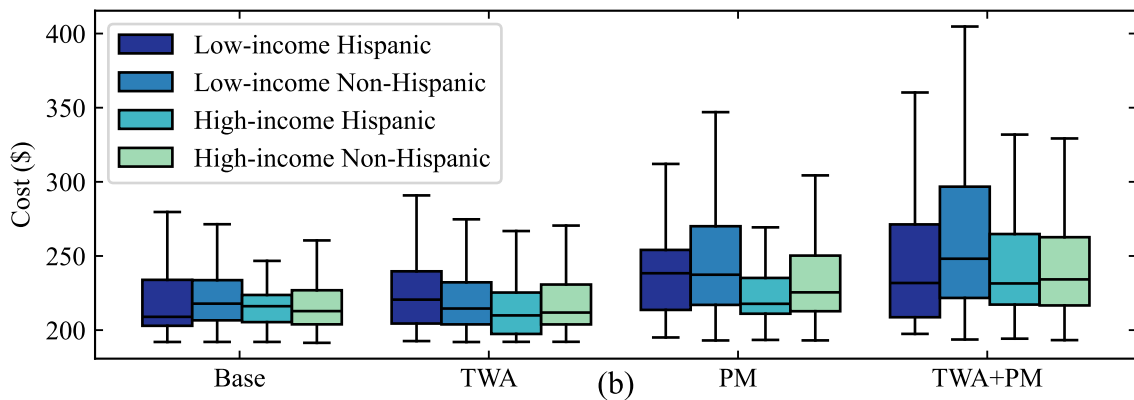 Cost ($)
400
350
300
250
200
Low-income Hispanic
Low-income Non-Hispanic
High-income Hispanic
High-income Non-Hispanic
Base
TWA
PM
TWA+PM
(b)